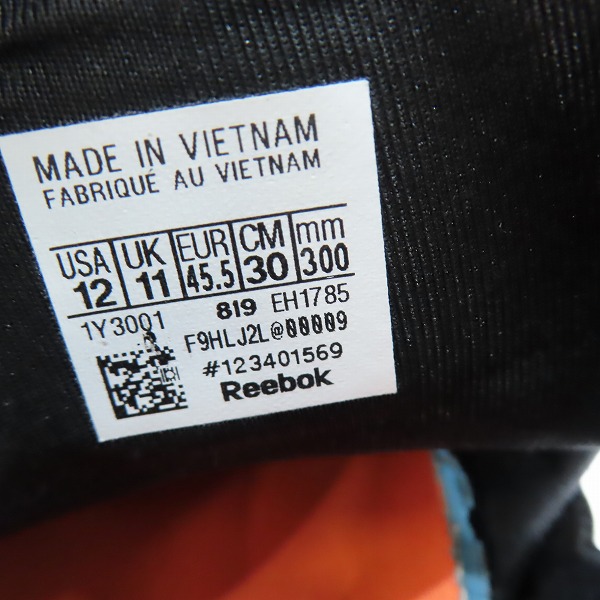 MADE IN VIETNAM
FABRIQUÉ AU VIETNAM
USA UK EUR CM mm
12 11 45.5 30 300
819 EH1785
1Y3001
F9HLJ2L@00009
#123401569
Reebok